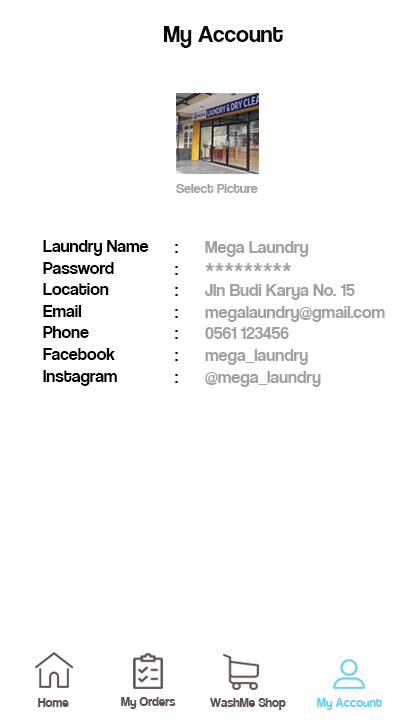 My Account
LAUNDRY & DRY CLEA
Select Picture
Laundry Name : Mega Laundry
Password : *********
Location : Jln Budi Karya No. 15
Email : megalaundry@gmail.com
Phone : 0561 123456
Facebook : mega_laundry
Instagram : @mega_laundry
Home My Orders WashMe Shop My Account